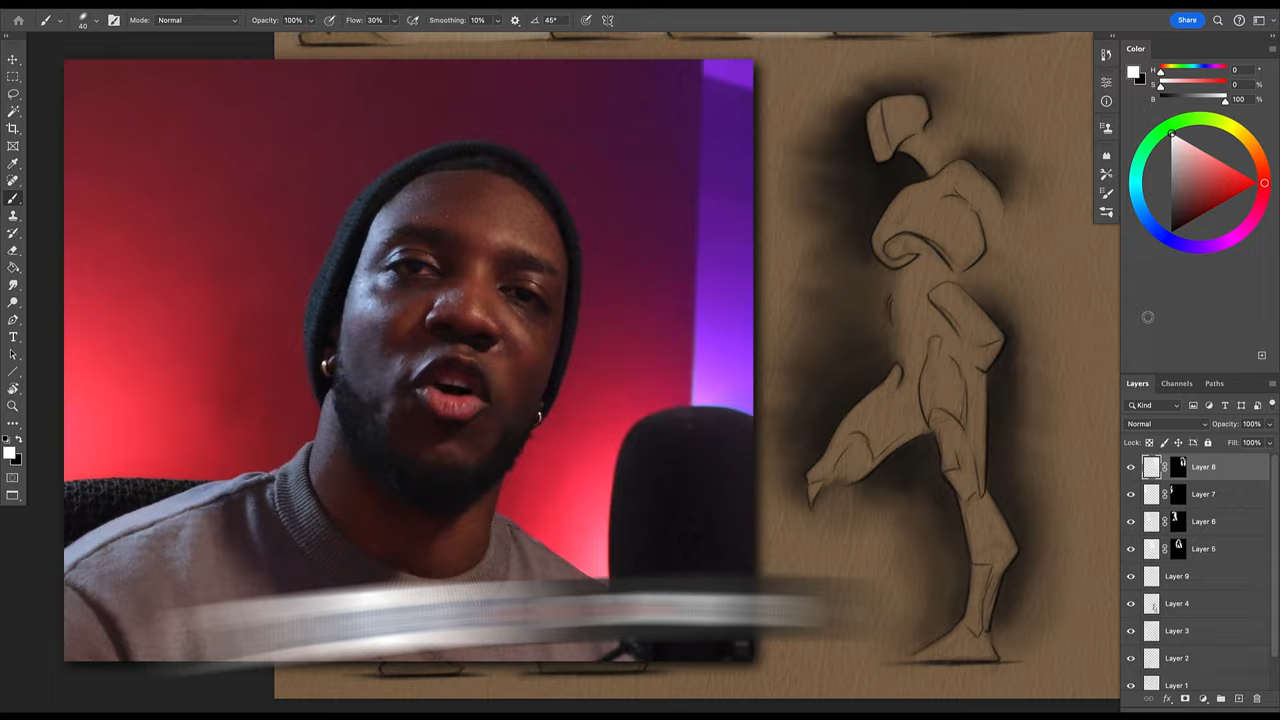 40 Mode: Normal Opacity: 100% Flow: 30% Smoothing: 10% 45° Share
Color
H 0 °
S 0 %
B 100 %
Layers Channels Paths
Kind
Normal Opacity: 100%
Lock: Fill: 100%
Layer 8
Layer 7
Layer 6
Layer 5
Layer 9
Layer 4
Layer 3
Layer 2
Layer 1